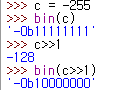 >>> c = -255
>>> bin(c)
'-0b11111111'
>>> c>>1
-128
>>> bin(c>>1)
'-0b10000000'